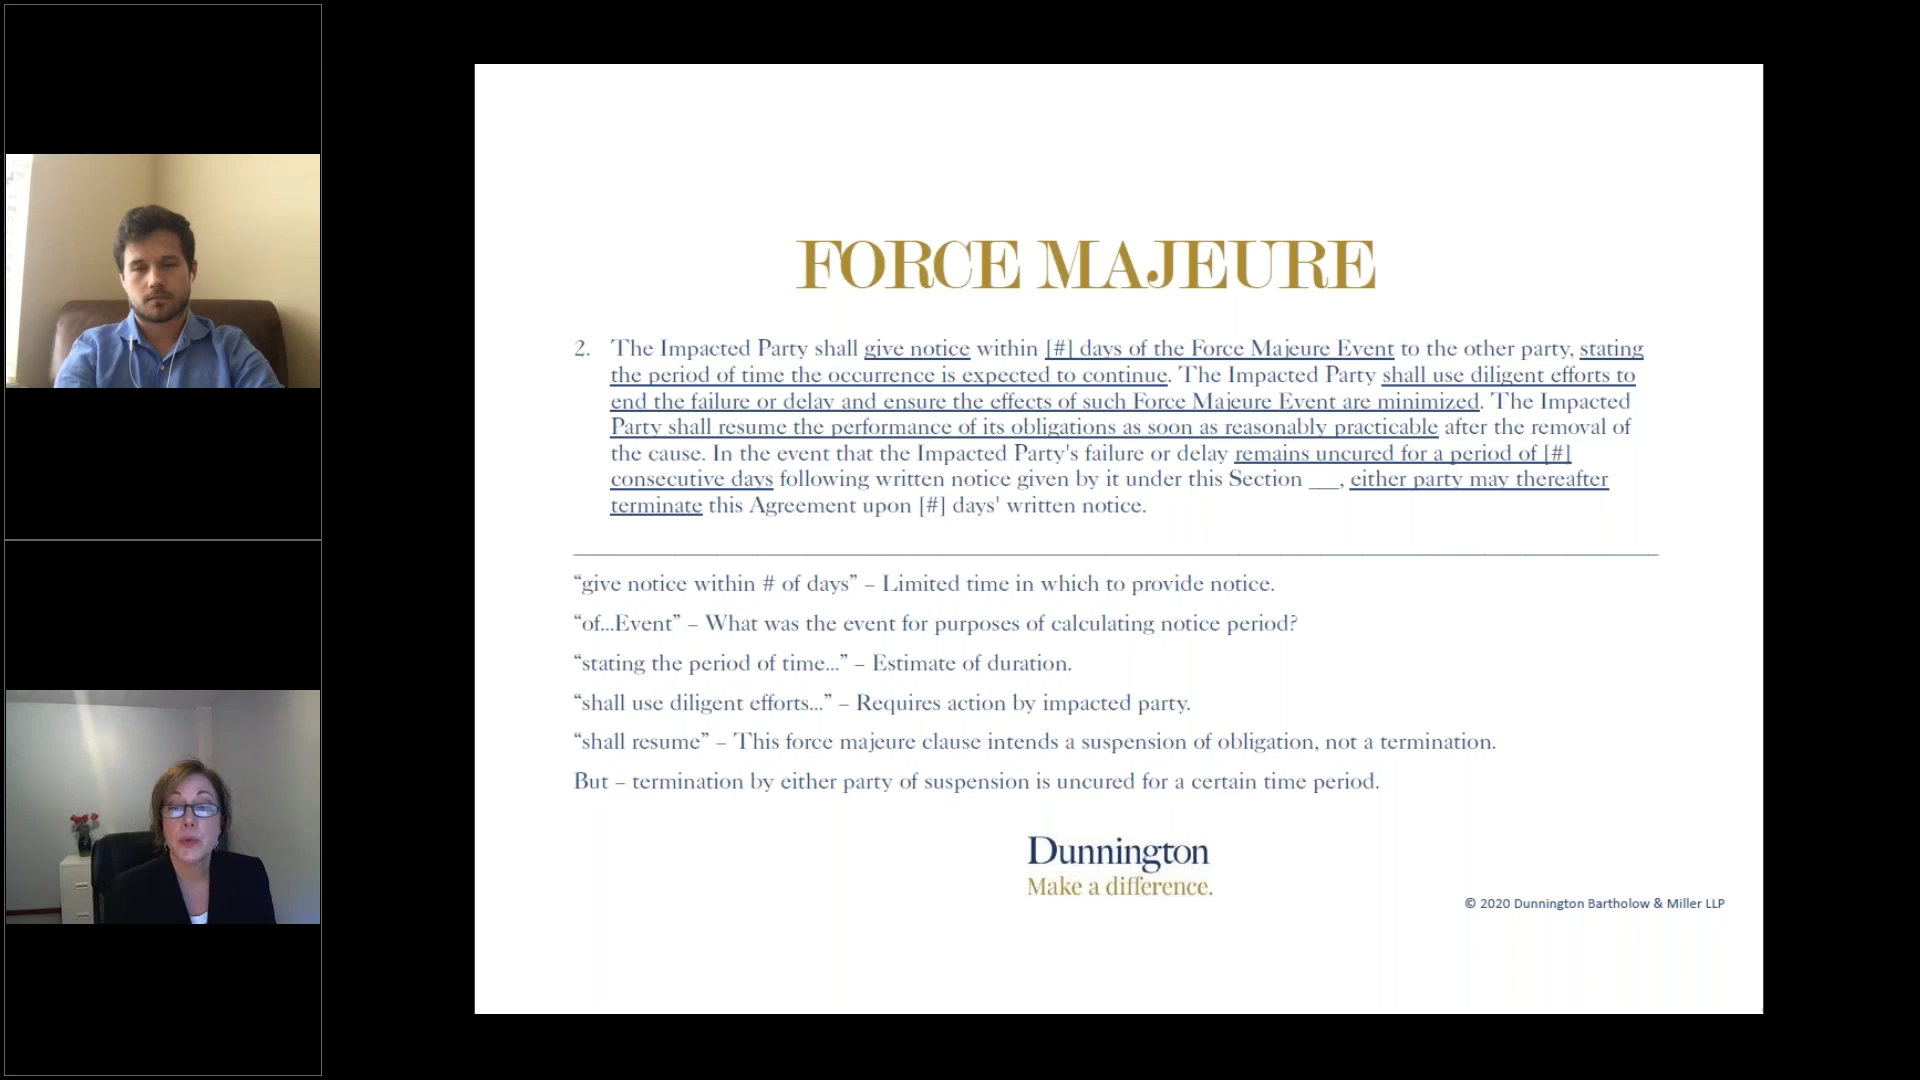 FORCE MAJEURE
2. The Impacted Party shall give notice within [#] days of the Force Majeure Event to the other party, stating
the period of time the occurrence is expected to continue. The Impacted Party shall use diligent efforts to
end the failure or delay and ensure the effects of such Force Majeure Event are minimized. The Impacted
Party shall resume the performance of its obligations as soon as reasonably practicable after the removal of
the cause. In the event that the Impacted Party's failure or delay remains uncured for a period of [#]
consecutive days following written notice given by it under this Section ___, either party may thereafter
terminate this Agreement upon [#] days' written notice.
“give notice within # of days” – Limited time in which to provide notice.
“of...Event” – What was the event for purposes of calculating notice period?
“stating the period of time...” – Estimate of duration.
“shall use diligent efforts...” – Requires action by impacted party.
“shall resume” – This force majeure clause intends a suspension of obligation, not a termination.
But – termination by either party of suspension is uncured for a certain time period.
Dunnington
Make a difference.
© 2020 Dunnington Bartholow & Miller LLP